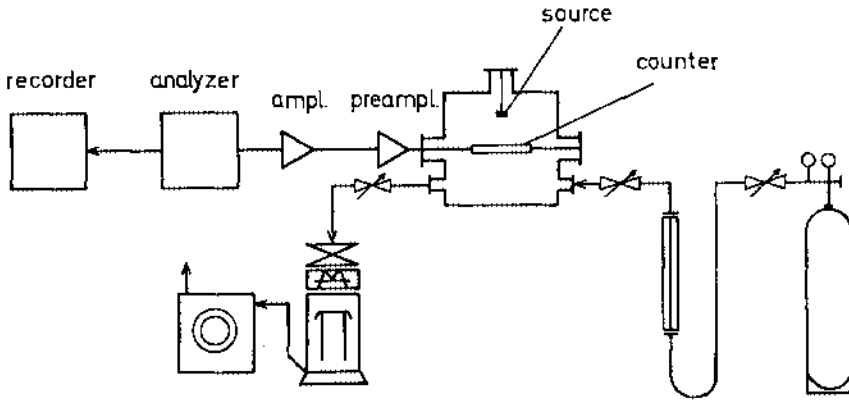 source
counter
recorder
analyzer
ampl.
preampl.